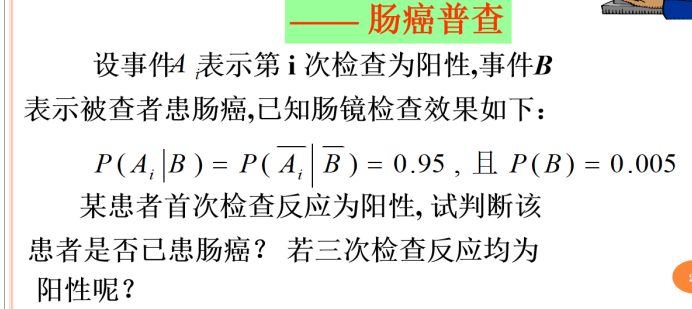 —— 肠癌普查
设事件A i 表示第 i 次检查为阳性,事件B
表示被查者患肠癌,已知肠镜检查效果如下：
P(A_i|B) = P(\overline{A_i}|\overline{B}) = 0.95 , 且 P(B) = 0.005
某患者首次检查反应为阳性, 试判断该
患者是否已患肠癌？ 若三次检查反应均为
阳性呢？